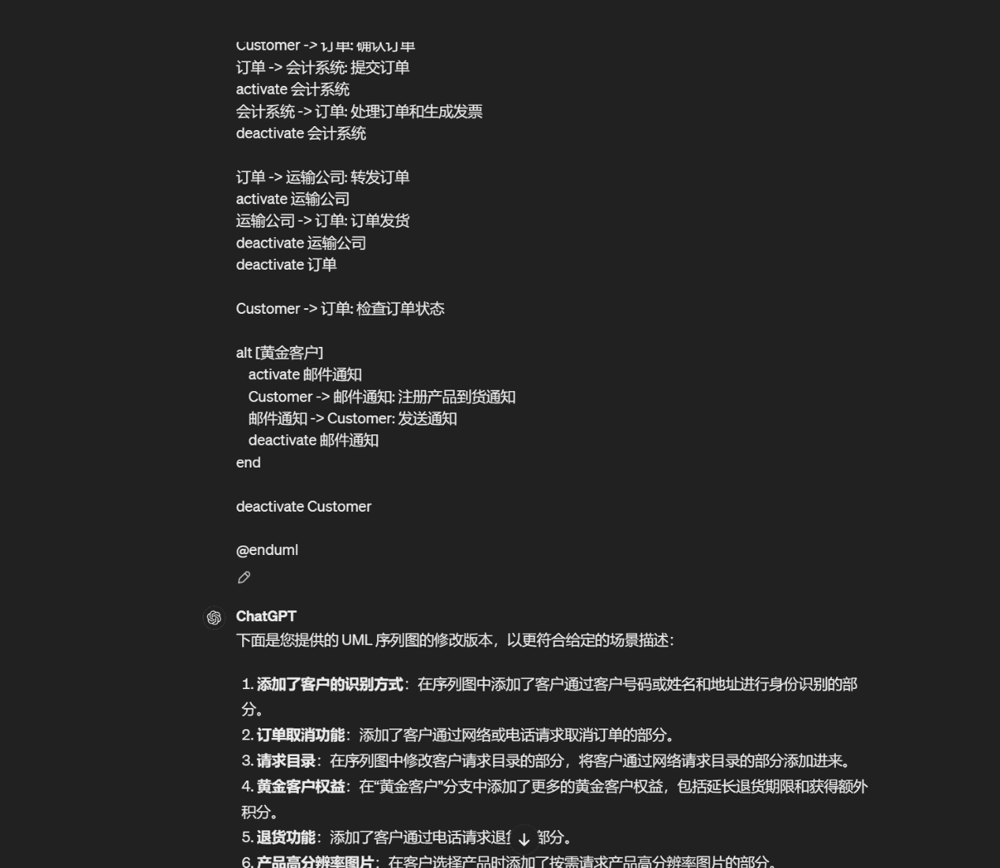 Customer -> 订单: 确认订单
订单 -> 会计系统: 提交订单
activate 会计系统
会计系统 -> 订单: 处理订单和生成发票
deactivate 会计系统
订单 -> 运输公司: 转发订单
activate 运输公司
运输公司 -> 订单: 订单发货
deactivate 运输公司
deactivate 订单
Customer -> 订单: 检查订单状态
alt [黄金客户]
activate 邮件通知
Customer -> 邮件通知: 注册产品到货通知
邮件通知 -> Customer: 发送通知
deactivate 邮件通知
end
deactivate Customer
@enduml
ChatGPT
下面是您提供的 UML 序列图的修改版本，以更符合给定的场景描述：
1. 添加了客户的识别方式：在序列图中添加了客户通过客户号码或姓名和地址进行身份识别的部
分。
2. 订单取消功能：添加了客户通过网络或电话请求取消订单的部分。
3. 请求目录：在序列图中修改客户请求目录的部分，将客户通过网络请求目录的部分添加进来。
4. 黄金客户权益：在“黄金客户”分支中添加了更多的黄金客户权益，包括延长退货期限和获得额外
积分。
5. 退货功能：添加了客户通过电话请求退 部分。
6. 产品高分辨率图片：在客户选择产品时添加了按需请求产品高分辨率图片的部分。